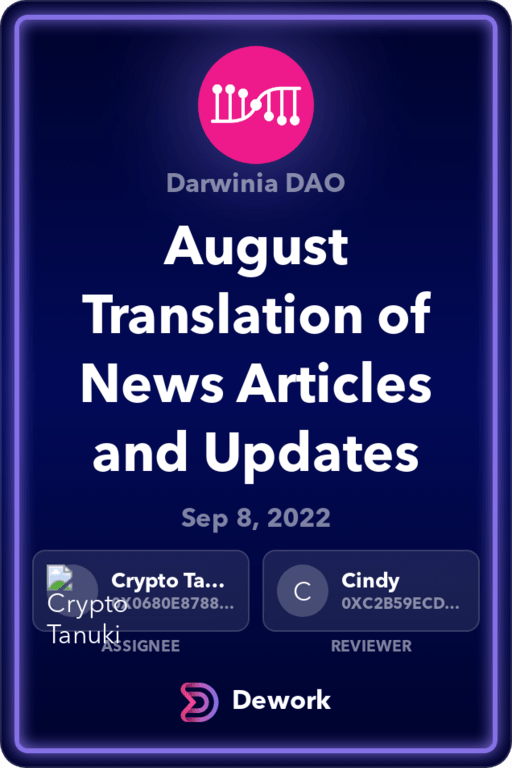 Darwinia DAO
August
Translation of
News Articles
and Updates
Sep 8, 2022
Crypto Ta...
0X0680E8788...
Crypto
Tanuki
ASSIGNEE
C
Cindy
0XC2B59ECD...
REVIEWER
Dework